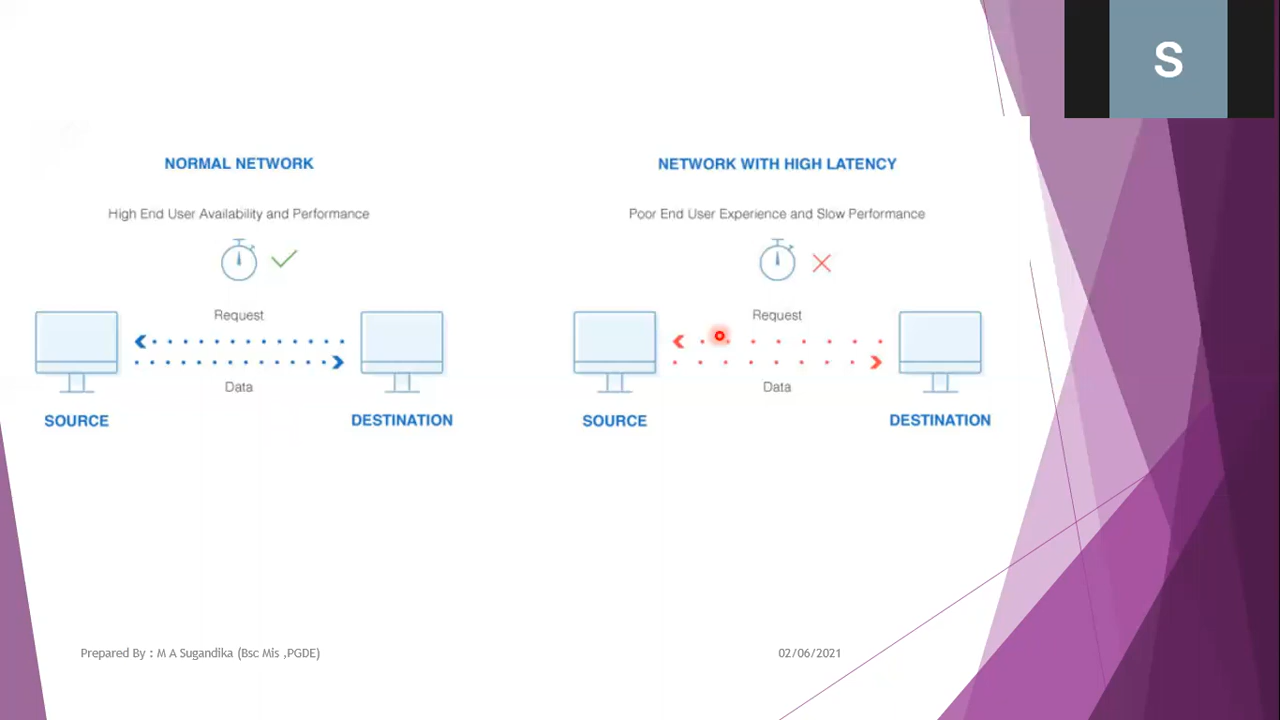 S
NORMAL NETWORK
High End User Availability and Performance
Request
Data
SOURCE
DESTINATION
NETWORK WITH HIGH LATENCY
Poor End User Experience and Slow Performance
Request
Data
SOURCE
DESTINATION
Prepared By : M A Sugandika (Bsc Mis ,PGDE)
02/06/2021